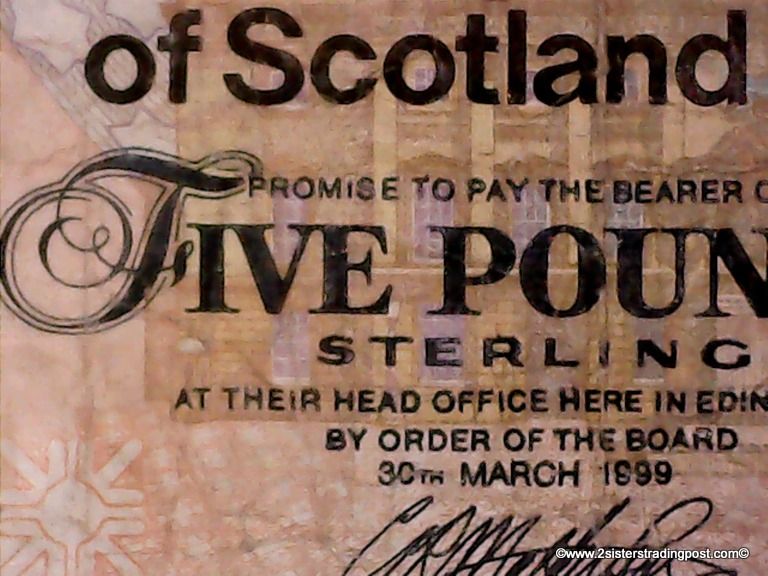 of Scotland
PROMISE TO PAY THE BEARER
FIVE POUN
STERLING
AT THEIR HEAD OFFICE HERE IN EDIN
BY ORDER OF THE BOARD
30TH MARCH 1999
©www.2sisterstradingpost.com